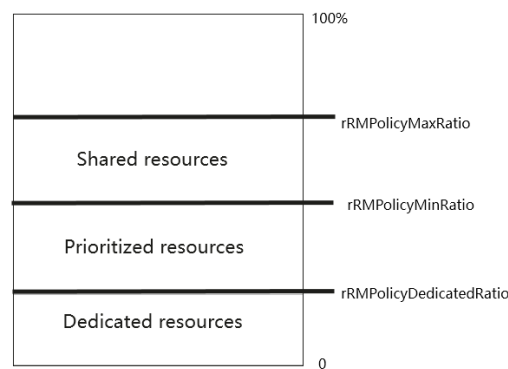 100%
rRMPolicyMaxRatio
Shared resources
rRMPolicyMinRatio
Prioritized resources
rRMPolicyDedicatedRatio
Dedicated resources
0